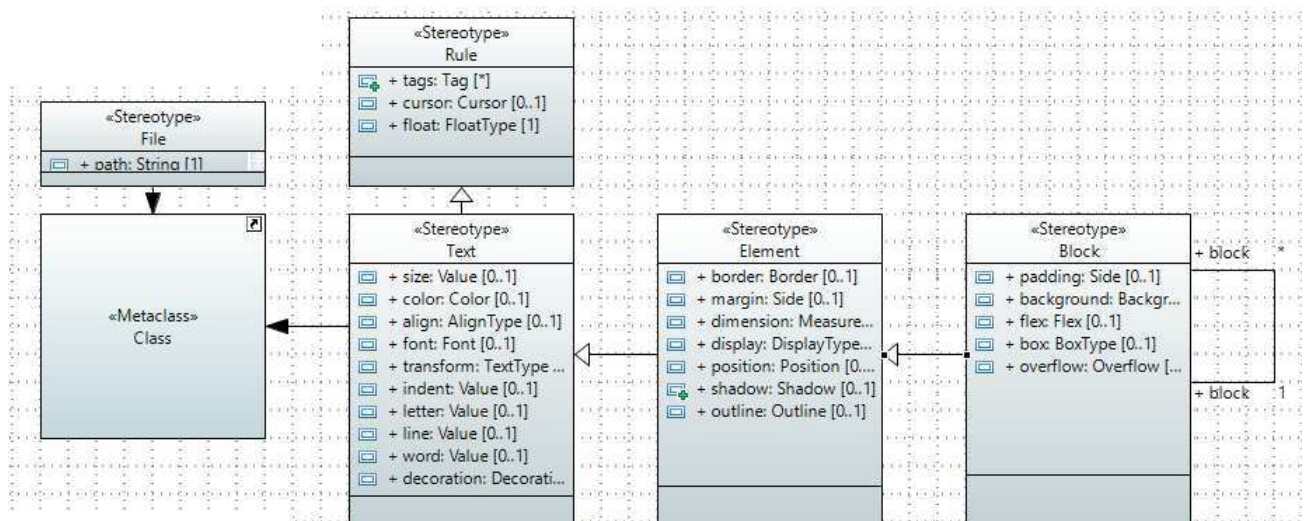 «Stereotype»
Rule
+ tags: Tag [*]
+ cursor: Cursor [0..1]
+ float: FloatType [1]
«Stereotype»
File
+ path: String [1]
«Metaclass»
Class
«Stereotype»
Text
+ size: Value [0..1]
+ color: Color [0..1]
+ align: AlignType [0..1]
+ font: Font [0..1]
+ transform: TextType ...
+ indent: Value [0..1]
+ letter: Value [0..1]
+ line: Value [0..1]
+ word: Value [0..1]
+ decoration: Decorati...
«Stereotype»
Element
+ border: Border [0..1]
+ margin: Side [0..1]
+ dimension: Measure...
+ display: DisplayType...
+ position: Position [0....
+ shadow: Shadow [0..1]
+ outline: Outline [0..1]
«Stereotype»
Block
+ padding: Side [0..1]
+ background: Backgr...
+ flex: Flex [0..1]
+ box: BoxType [0..1]
+ overflow: Overflow [...
+ block *
+ block 1